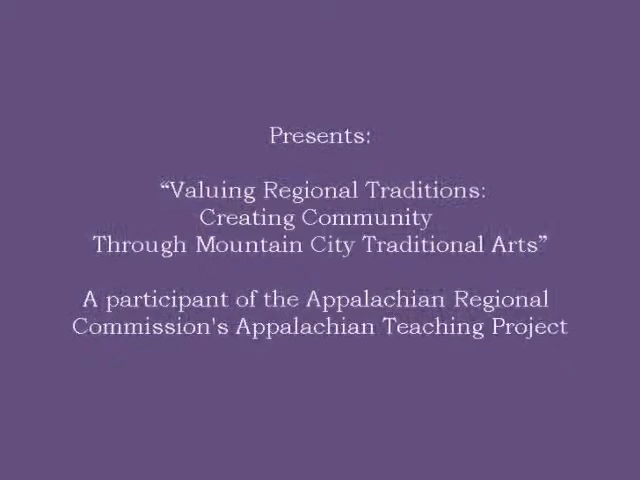 Presents:
“Valuing Regional Traditions:
Creating Community
Through Mountain City Traditional Arts”
A participant of the Appalachian Regional
Commission's Appalachian Teaching Project